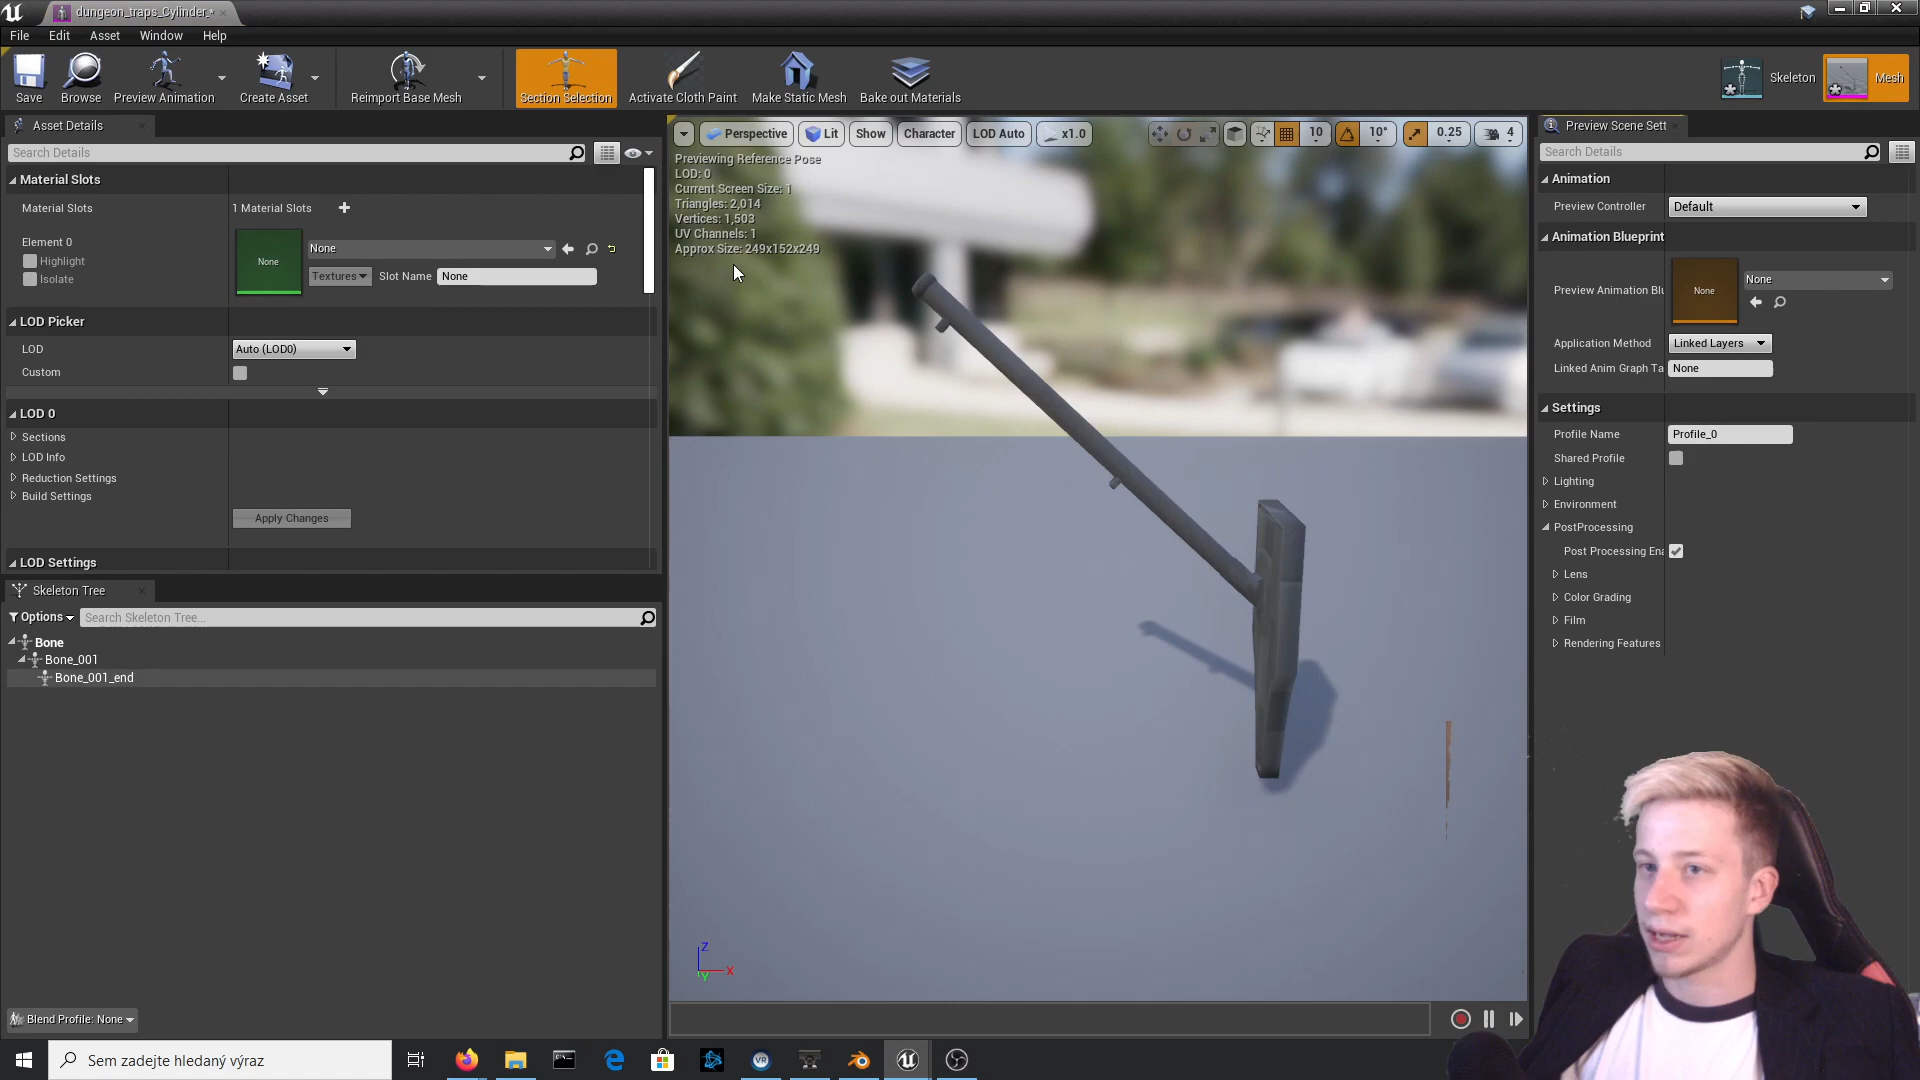 dungeon_traps_Cylinder*
File Edit Asset Window Help
Save Browse Preview Animation Create Asset Reimport Base Mesh Section Selection Activate Cloth Paint Make Static Mesh Bake out Materials Skeleton Mesh
Asset Details
Search Details
Material Slots
Material Slots 1 Material Slots
Element 0
Highlight
Isolate
None
None
Textures Slot Name None
LOD Picker
LOD Auto (LOD0)
Custom
LOD 0
Sections
LOD Info
Reduction Settings
Build Settings
Apply Changes
LOD Settings
Skeleton Tree
Options Search Skeleton Tree...
Bone
Bone_001
Bone_001_end
Blend Profile: None
Perspective Lit Show Character LOD Auto x1.0 10 10° 0.25 4
Previewing Reference Pose
LOD: 0
Current Screen Size: 1
Triangles: 2,014
Vertices: 1,503
UV Channels: 1
Approx Size: 249x152x249
Z
X
Y
Preview Scene Sett
Search Details
Animation
Preview Controller Default
Animation Blueprint
Preview Animation Blu None None
Application Method Linked Layers
Linked Anim Graph Ta None
Settings
Profile Name Profile_0
Shared Profile
Lighting
Environment
PostProcessing
Post Processing Ena
Lens
Color Grading
Film
Rendering Features
Sem zadejte hledaný výraz
VR